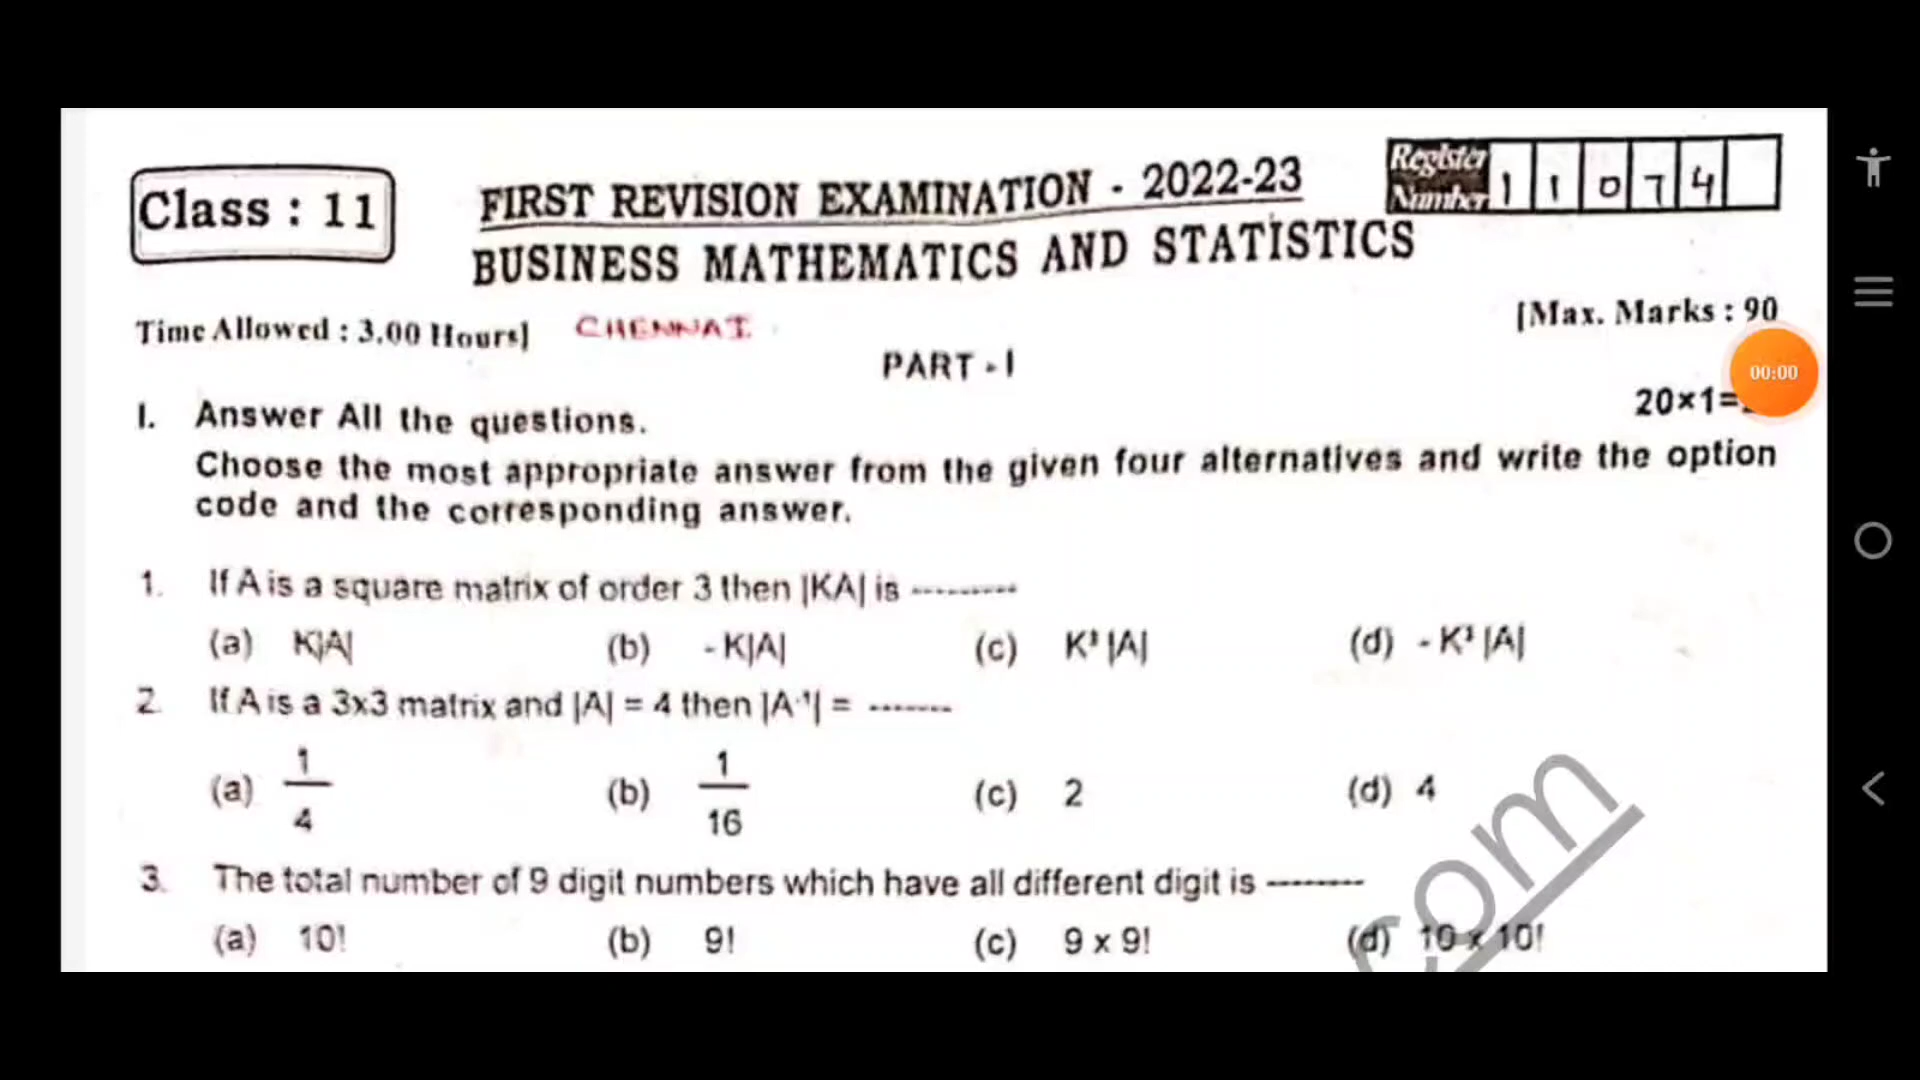 Class : 11
FIRST REVISION EXAMINATION - 2022-23
Register Number 1 1 0 7 4
BUSINESS MATHEMATICS AND STATISTICS
Time Allowed : 3.00 Hours]
CHENNAI
[Max. Marks : 90
PART - I
00:00
I. Answer All the questions.
20×1=
Choose the most appropriate answer from the given four alternatives and write the option
code and the corresponding answer.
1. If A is a square matrix of order 3 then |KA| is ---------
(a) K|A| (b) - K|A| (c) K³ |A| (d) - K³ |A|
2. If A is a 3x3 matrix and |A| = 4 then |A⁻¹| = -------
(a) 1/4 (b) 1/16 (c) 2 (d) 4
3. The total number of 9 digit numbers which have all different digit is --------
(a) 10! (b) 9! (c) 9 x 9! (d) 10 x 10!
com